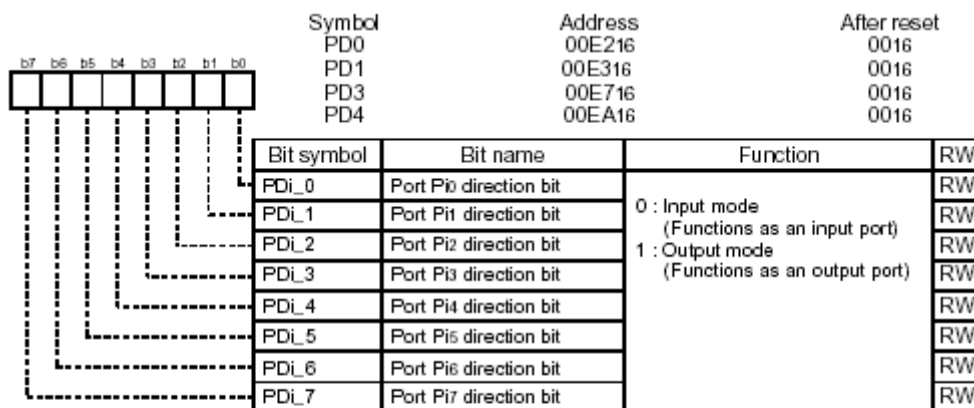 Symbol Address After reset
PD0 00E216 0016
PD1 00E316 0016
PD3 00E716 0016
PD4 00EA16 0016
b7 b6 b5 b4 b3 b2 b1 b0
Bit symbol Bit name Function RW
PDi_0 Port Pi0 direction bit RW
PDi_1 Port Pi1 direction bit RW
PDi_2 Port Pi2 direction bit RW
PDi_3 Port Pi3 direction bit RW
PDi_4 Port Pi4 direction bit RW
PDi_5 Port Pi5 direction bit RW
PDi_6 Port Pi6 direction bit RW
PDi_7 Port Pi7 direction bit RW
0 : Input mode
(Functions as an input port)
1 : Output mode
(Functions as an output port)